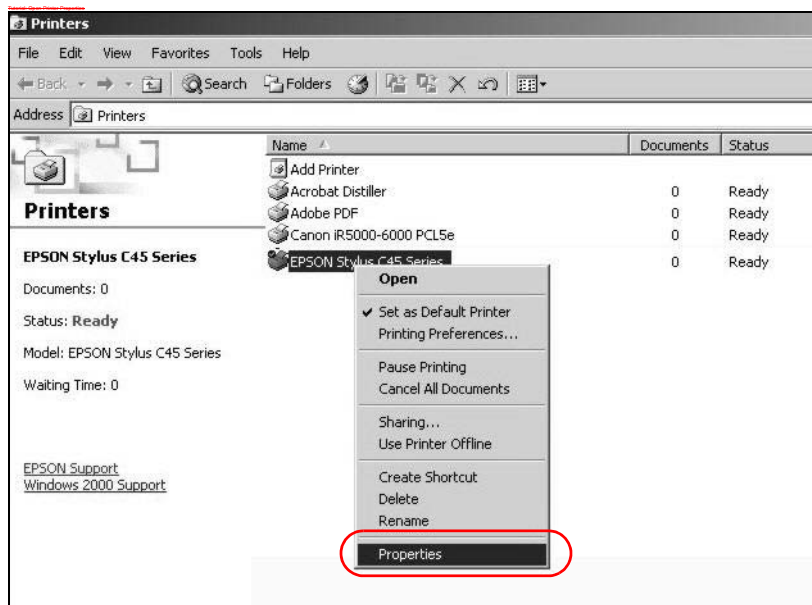 Tutorial: Open Printer Properties
Printers
File Edit View Favorites Tools Help
Back Search Folders
Address Printers
Name Documents Status
Add Printer
Acrobat Distiller 0 Ready
Adobe PDF 0 Ready
Canon iR5000-6000 PCL5e 0 Ready
EPSON Stylus C45 Series 0 Ready
Printers
EPSON Stylus C45 Series
Documents: 0
Status: Ready
Model: EPSON Stylus C45 Series
Waiting Time: 0
EPSON Support
Windows 2000 Support
Open
Set as Default Printer
Printing Preferences...
Pause Printing
Cancel All Documents
Sharing...
Use Printer Offline
Create Shortcut
Delete
Rename
Properties